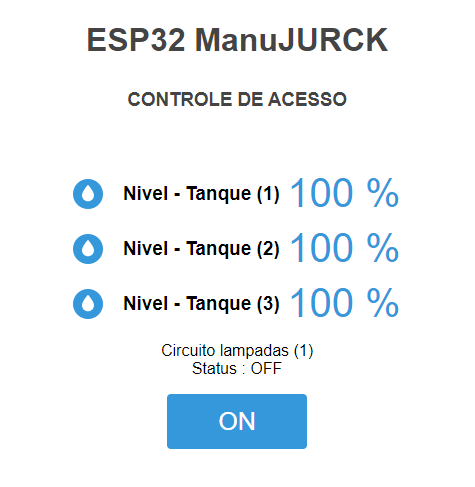 ESP32 ManuJURCK
CONTROLE DE ACESSO
Nivel - Tanque (1) 100 %
Nivel - Tanque (2) 100 %
Nivel - Tanque (3) 100 %
Circuito lampadas (1)
Status : OFF
ON